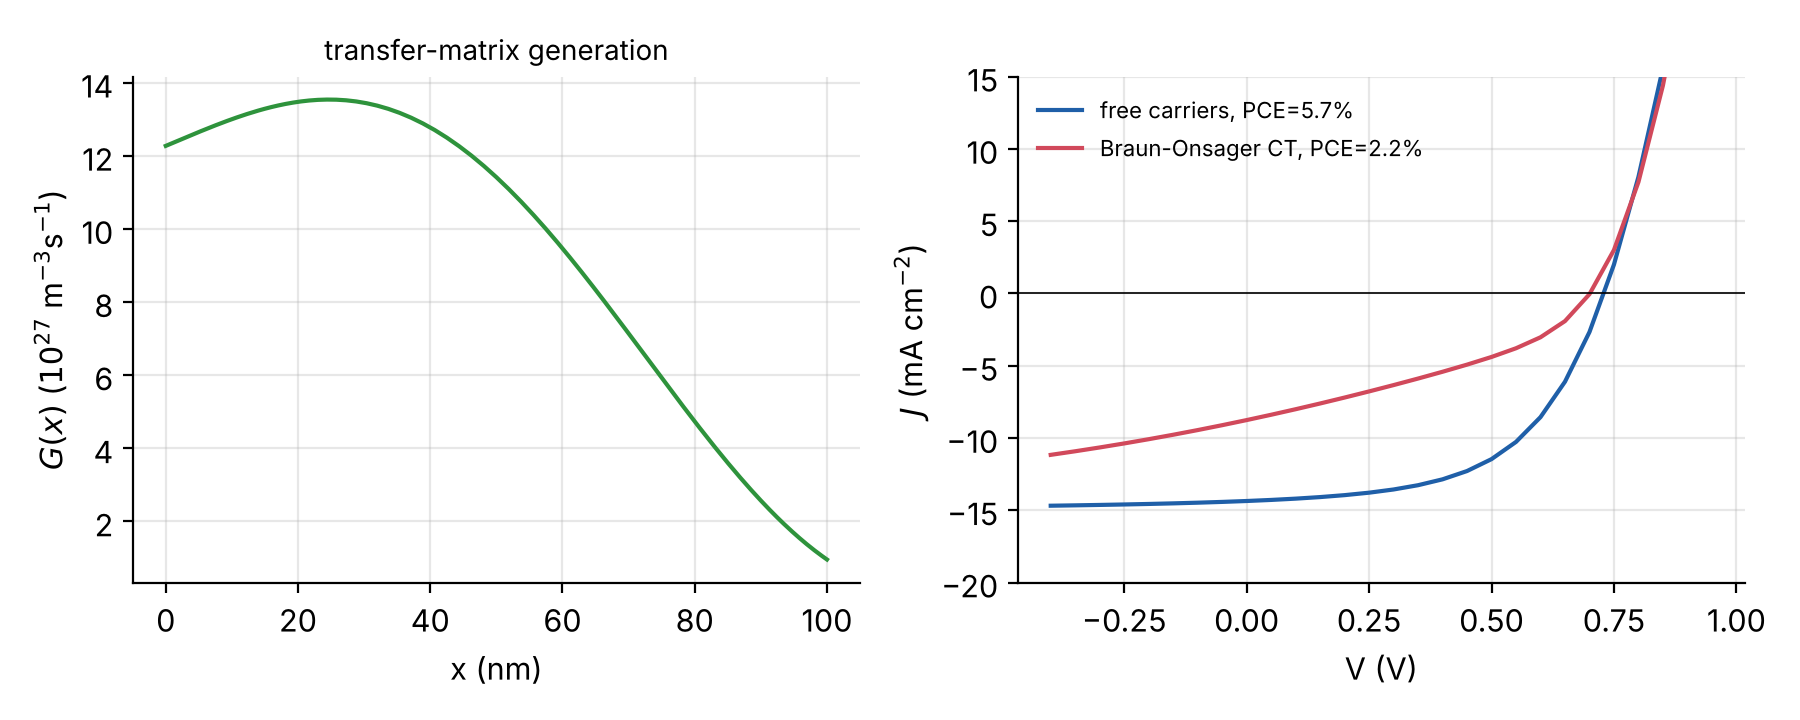 transfer-matrix generation
14
12
10
8
6
4
2
G(x) (10²⁷ m⁻³s⁻¹)
0 20 40 60 80 100
x (nm)
15
10
5
0
−5
−10
−15
−20
J (mA cm⁻²)
free carriers, PCE=5.7%
Braun-Onsager CT, PCE=2.2%
−0.25 0.00 0.25 0.50 0.75 1.00
V (V)